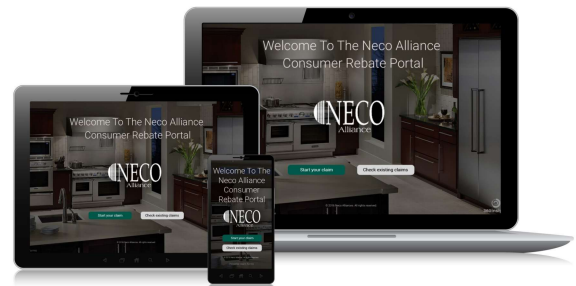 Welcome To The Neco Alliance
Consumer Rebate Portal
NECO
Alliance
Start your claim
Check existing claims
Welcome To The Neco Alliance
Consumer Rebate Portal
NECO
Alliance
Start your claim
Check existing claims
Welcome To The
Neco Alliance
Consumer
Rebate Portal
NECO
Alliance
Start your claim
Check existing claims